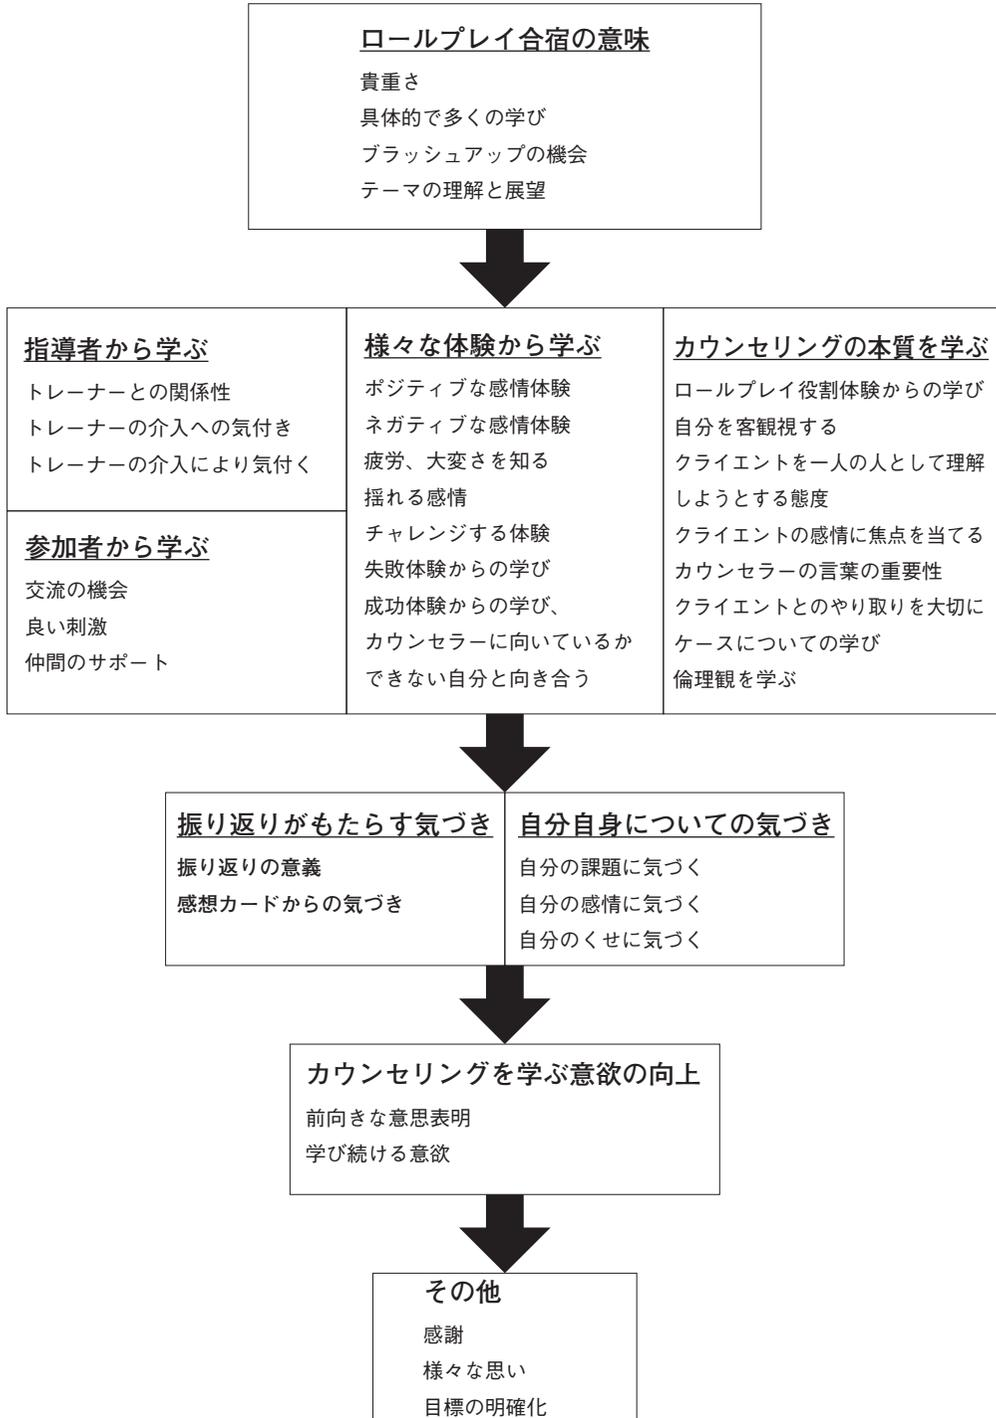 ロールプレイ合宿の意味
貴重さ
具体的で多くの学び
ブラッシュアップの機会
テーマの理解と展望
指導者から学ぶ
トレーナーとの関係性
トレーナーの介入への気付き
トレーナーの介入により気付く
参加者から学ぶ
交流の機会
良い刺激
仲間のサポート
様々な体験から学ぶ
ポジティブな感情体験
ネガティブな感情体験
疲労、大変さを知る
揺れる感情
チャレンジする体験
失敗体験からの学び
成功体験からの学び、
カウンセラーに向いているか
できない自分と向き合う
カウンセリングの本質を学ぶ
ロールプレイ役割体験からの学び
自分を客観視する
クライエントを一人の人として理解
しようとする態度
クライエントの感情に焦点を当てる
カウンセラーの言葉の重要性
クライエントとのやり取りを大切に
ケースについての学び
倫理観を学ぶ
振り返りがもたらす気づき
振り返りの意義
感想カードからの気づき
自分自身についての気づき
自分の課題に気づく
自分の感情に気づく
自分のくせに気づく
カウンセリングを学ぶ意欲の向上
前向きな意思表明
学び続ける意欲
その他
感謝
様々な思い
目標の明確化